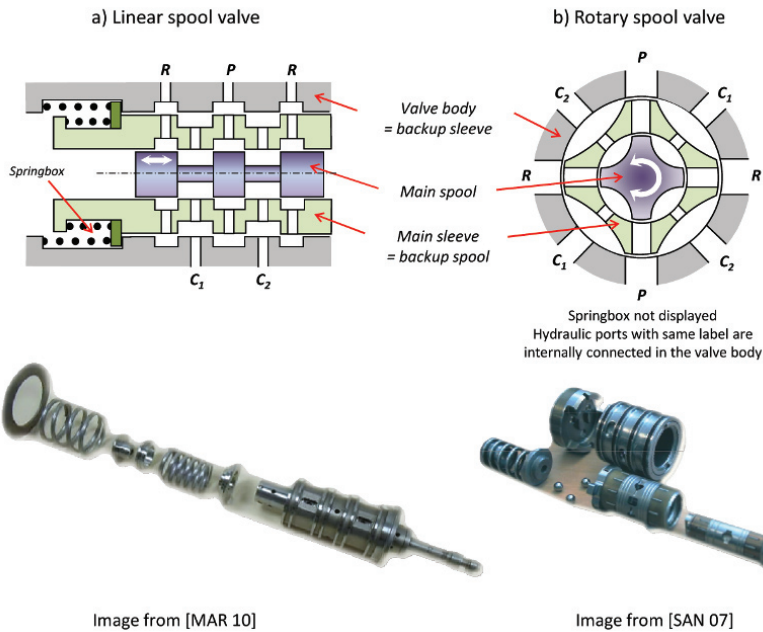 a) Linear spool valve
b) Rotary spool valve
R P R
P
C2 C1
Valve body
= backup sleeve
Springbox
Main spool
R R
Main sleeve
= backup spool
C1 C2
C1 C2
P
Springbox not displayed
Hydraulic ports with same label are
internally connected in the valve body
Image from [MAR 10]
Image from [SAN 07]